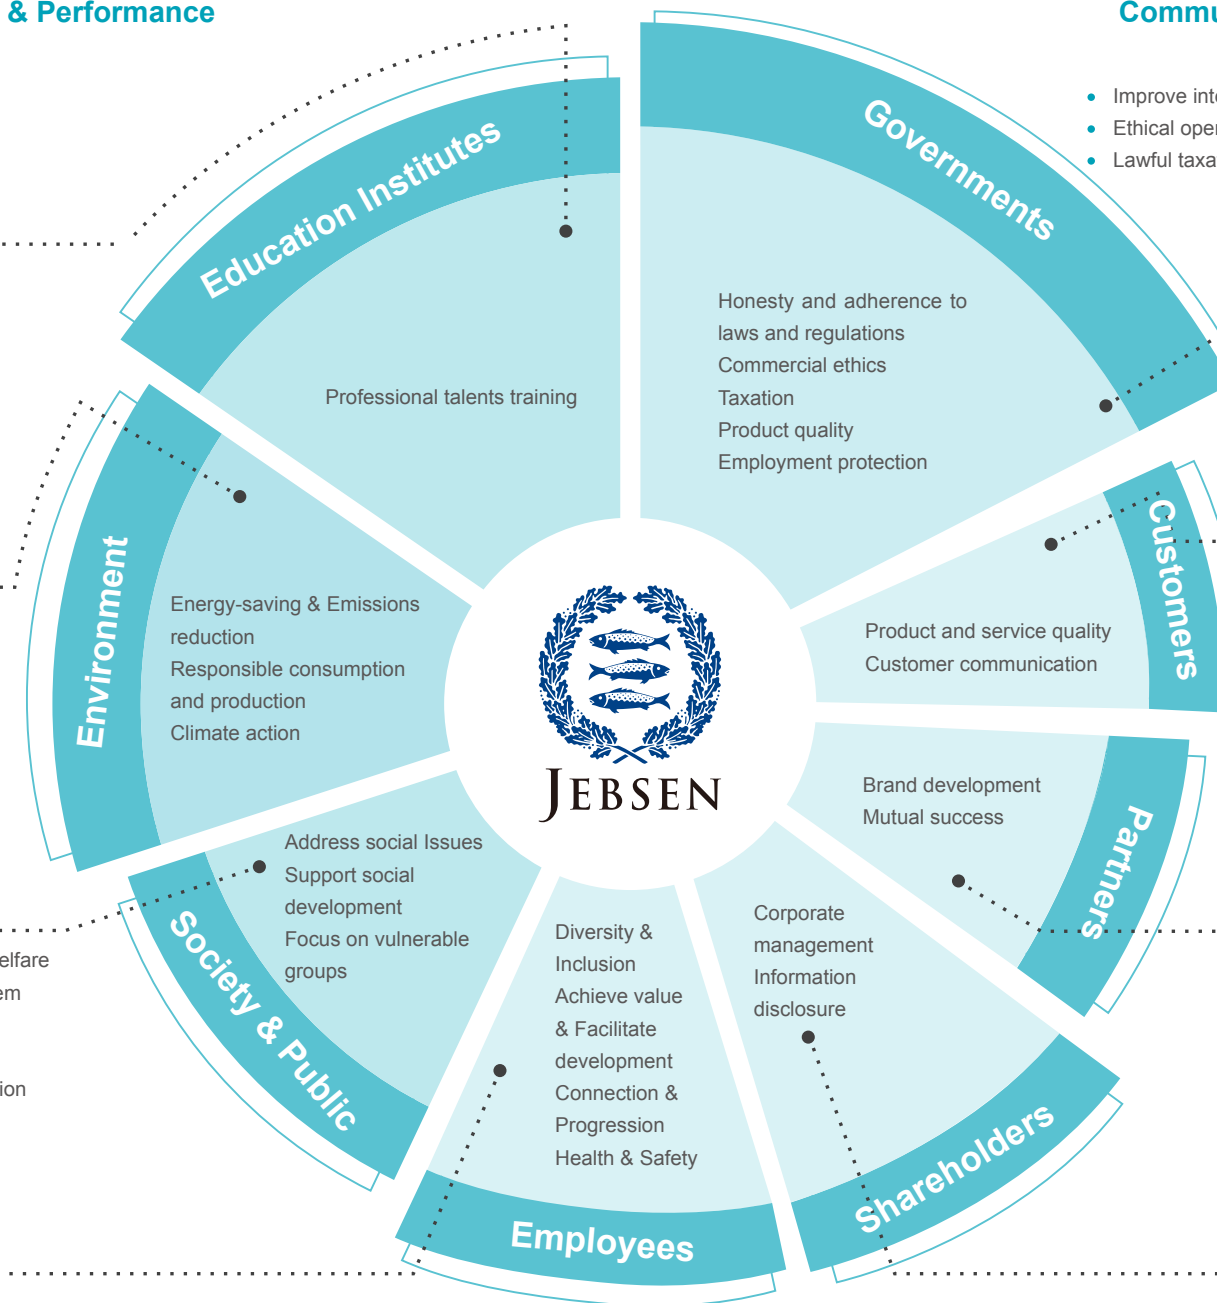 & Performance
Commu
Improve inte
Ethical oper
Lawful taxa
Education Institutes
Professional talents training
Governments
Honesty and adherence to
laws and regulations
Commercial ethics
Taxation
Product quality
Employment protection
Customers
Product and service quality
Customer communication
Environment
Energy-saving & Emissions
reduction
Responsible consumption
and production
Climate action
JEBSEN
Partners
Brand development
Mutual success
Society & Public
Address social Issues
Support social
development
Focus on vulnerable
groups
elfare
em
ion
Employees
Diversity &
Inclusion
Achieve value
& Facilitate
development
Connection &
Progression
Health & Safety
Shareholders
Corporate
management
Information
disclosure